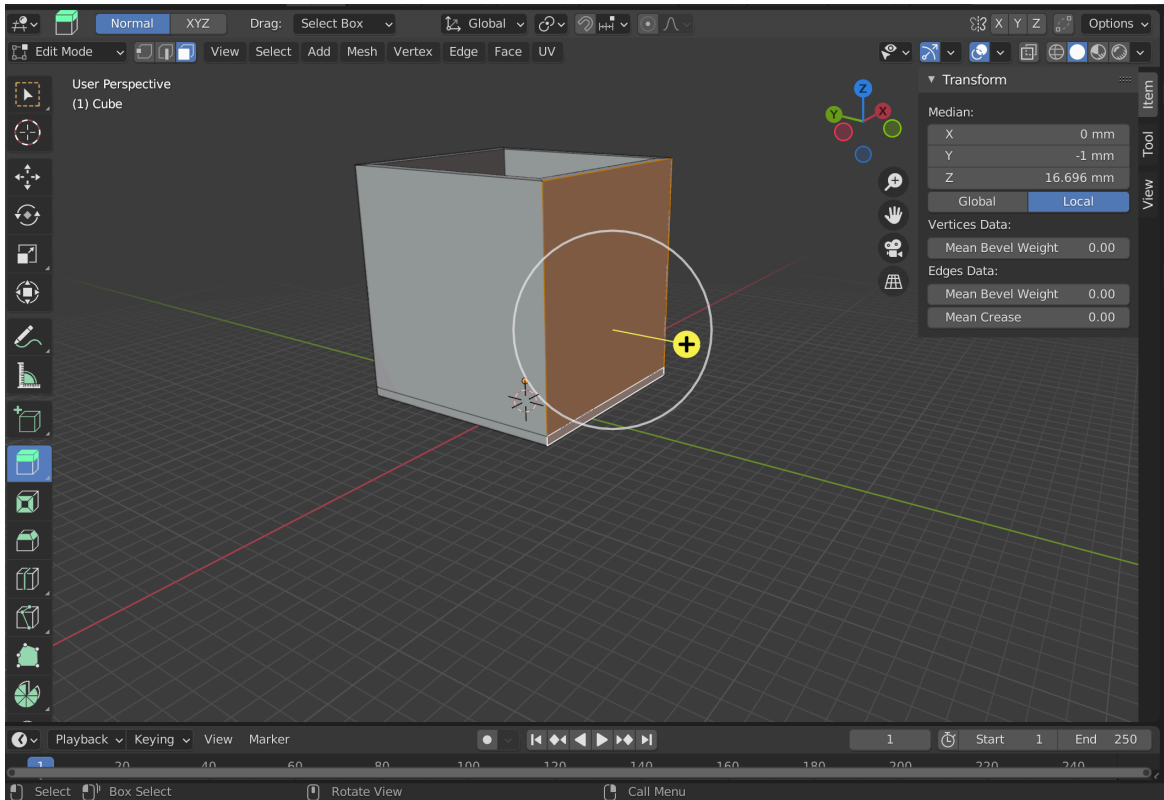 Normal XYZ Drag: Select Box Global X Y Z Options
Edit Mode View Select Add Mesh Vertex Edge Face UV
User Perspective
(1) Cube
Z
Y
X
Transform
Median:
X 0 mm
Y -1 mm
Z 16.696 mm
Global Local
Vertices Data:
Mean Bevel Weight 0.00
Edges Data:
Mean Bevel Weight 0.00
Mean Crease 0.00
Item
Tool
View
Playback Keying View Marker 1 Start 1 End 250
1 20 40 60 80 100 120 140 160 180 200 220 240
Select Box Select Rotate View Call Menu